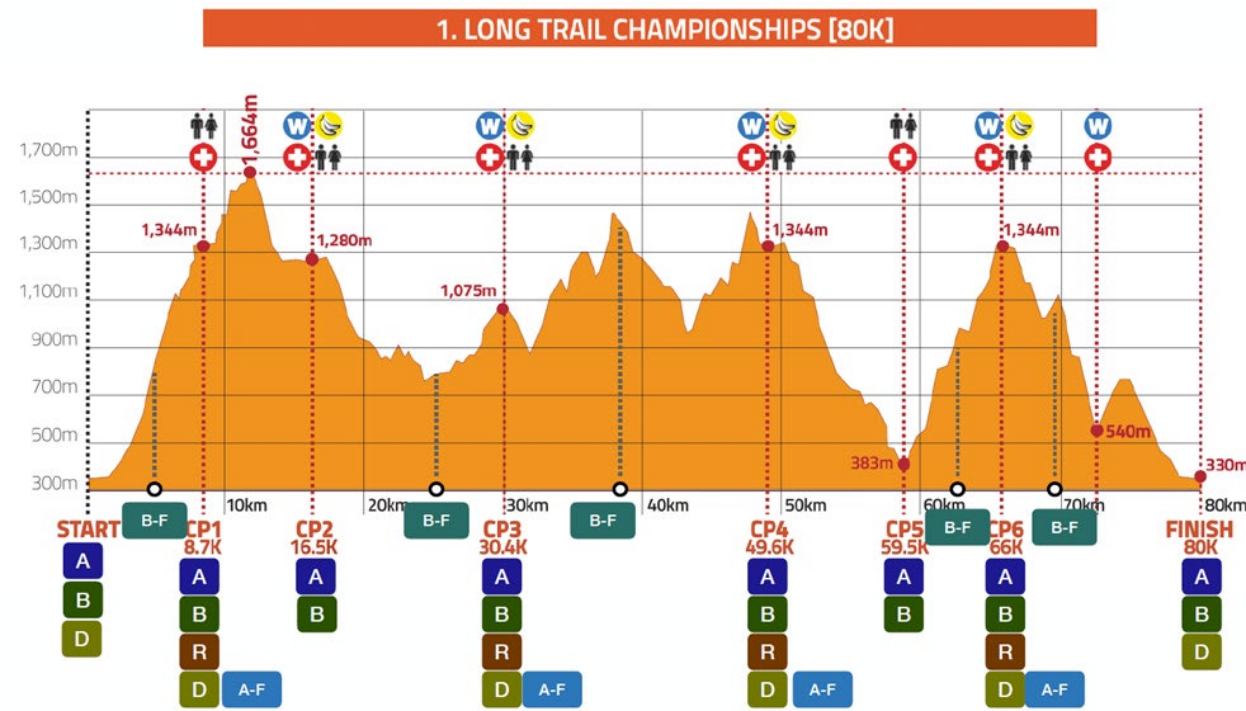 1. LONG TRAIL CHAMPIONSHIPS [80K]
1,664m
W W W W W
1,700m
1,500m
1,344m 1,280m 1,344m 1,344m
1,300m
1,075m
1,100m
900m
700m
500m
383m 540m 330m
300m
10km 20km 30km 40km 50km 60km 70km 80km
B-F B-F B-F B-F B-F
START CP1 CP2 CP3 CP4 CP5 CP6 FINISH
8.7K 16.5K 30.4K 49.6K 59.5K 66K 80K
A A A A A A A A
B B B B B B B B
D R R R R D
D A-F D A-F D A-F D A-F